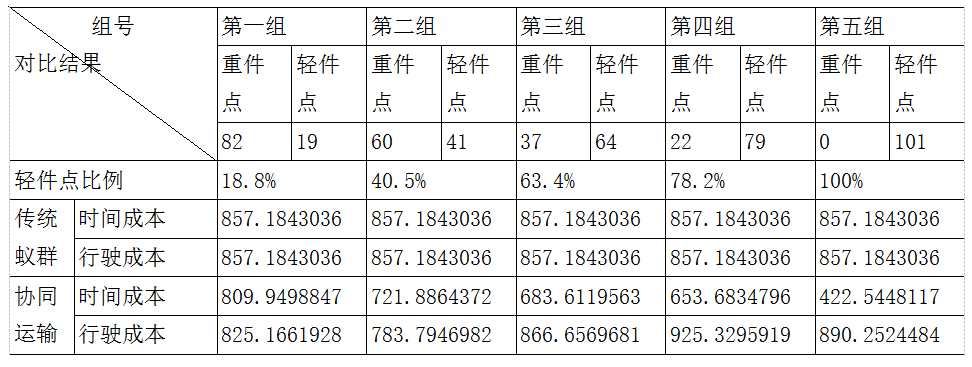 组号
对比结果
第一组 第二组 第三组 第四组 第五组
重件点 轻件点 重件点 轻件点 重件点 轻件点 重件点 轻件点 重件点 轻件点
82 19 60 41 37 64 22 79 0 101
轻件点比例 18.8% 40.5% 63.4% 78.2% 100%
传统蚁群 时间成本 857.1843036 857.1843036 857.1843036 857.1843036 857.1843036
行驶成本 857.1843036 857.1843036 857.1843036 857.1843036 857.1843036
协同运输 时间成本 809.9498847 721.8864372 683.6119563 653.6834796 422.5448117
行驶成本 825.1661928 783.7946982 866.6569681 925.3295919 890.2524484